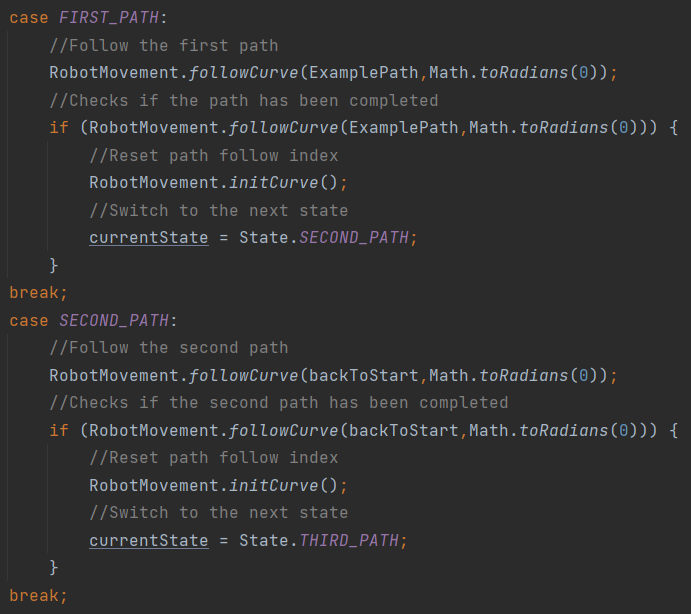 case FIRST_PATH:
//Follow the first path
RobotMovement.followCurve(ExamplePath,Math.toRadians(0));
//Checks if the path has been completed
if (RobotMovement.followCurve(ExamplePath,Math.toRadians(0))) {
//Reset path follow index
RobotMovement.initCurve();
//Switch to the next state
currentState = State.SECOND_PATH;
}
break;
case SECOND_PATH:
//Follow the second path
RobotMovement.followCurve(backToStart,Math.toRadians(0));
//Checks if the second path has been completed
if (RobotMovement.followCurve(backToStart,Math.toRadians(0))) {
//Reset path follow index
RobotMovement.initCurve();
//Switch to the next state
currentState = State.THIRD_PATH;
}
break;